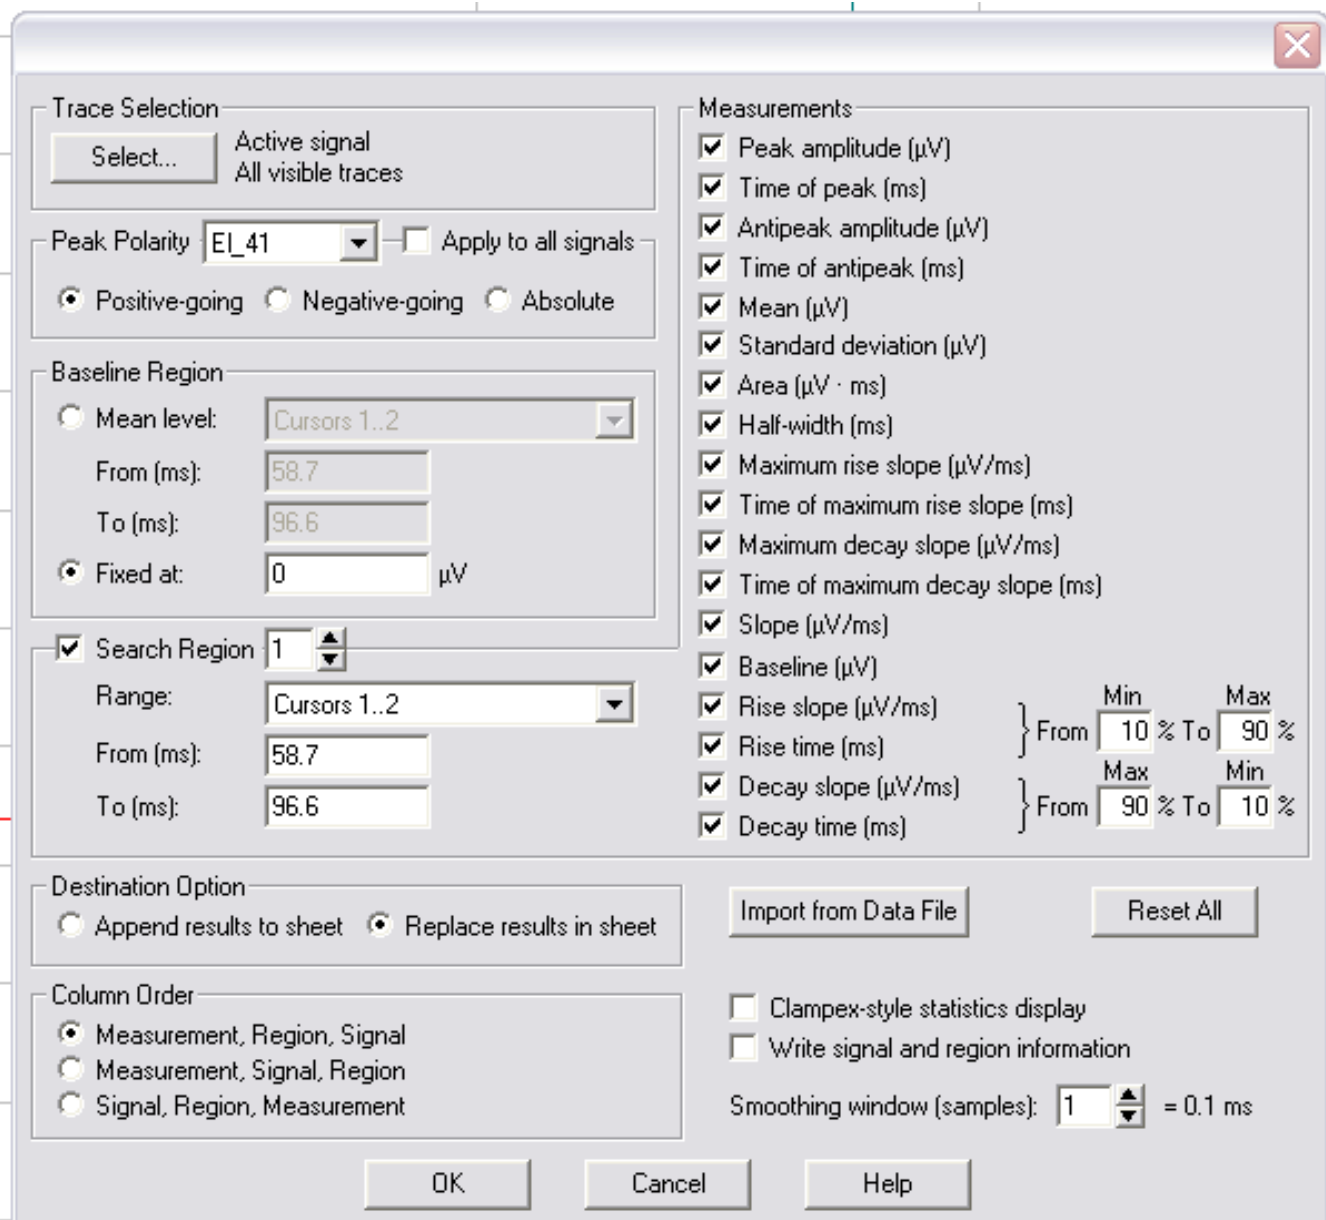 Trace Selection
Select...
Active signal
All visible traces
Peak Polarity El_41 Apply to all signals
Positive-going Negative-going Absolute
Baseline Region
Mean level: Cursors 1..2
From (ms): 58.7
To (ms): 96.6
Fixed at: 0 µV
Search Region 1
Range: Cursors 1..2
From (ms): 58.7
To (ms): 96.6
Measurements
Peak amplitude (µV)
Time of peak (ms)
Antipeak amplitude (µV)
Time of antipeak (ms)
Mean (µV)
Standard deviation (µV)
Area (µV · ms)
Half-width (ms)
Maximum rise slope (µV/ms)
Time of maximum rise slope (ms)
Maximum decay slope (µV/ms)
Time of maximum decay slope (ms)
Slope (µV/ms)
Baseline (µV)
Rise slope (µV/ms)
Rise time (ms)
Min Max
} From 10 % To 90 %
Decay slope (µV/ms)
Decay time (ms)
Max Min
} From 90 % To 10 %
Destination Option
Append results to sheet Replace results in sheet
Import from Data File Reset All
Column Order
Measurement, Region, Signal
Measurement, Signal, Region
Signal, Region, Measurement
Clampex-style statistics display
Write signal and region information
Smoothing window (samples): 1 = 0.1 ms
OK Cancel Help